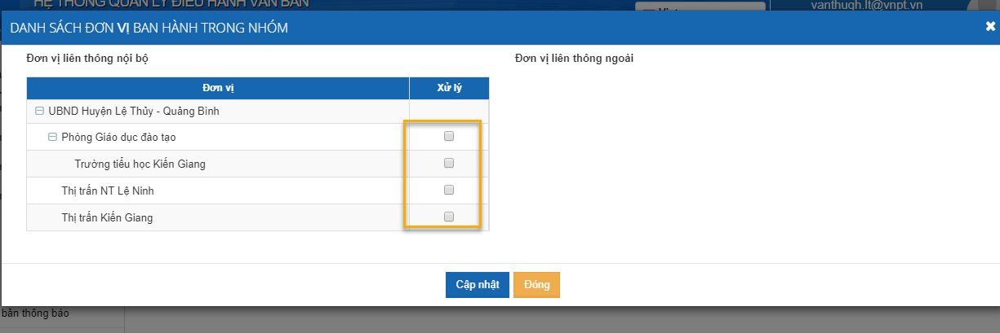 HỆ THỐNG QUẢN LÝ ĐIỀU HÀNH VĂN BẢN
vanthuqh.lt@vnpt.vn
DANH SÁCH ĐƠN VỊ BAN HÀNH TRONG NHÓM
Đơn vị liên thông nội bộ
Đơn vị liên thông ngoài
Đơn vị Xử lý
UBND Huyện Lệ Thủy - Quảng Bình
Phòng Giáo dục đào tạo
Trường tiểu học Kiến Giang
Thị trấn NT Lệ Ninh
Thị trấn Kiến Giang
Cập nhật Đóng
bản thông báo